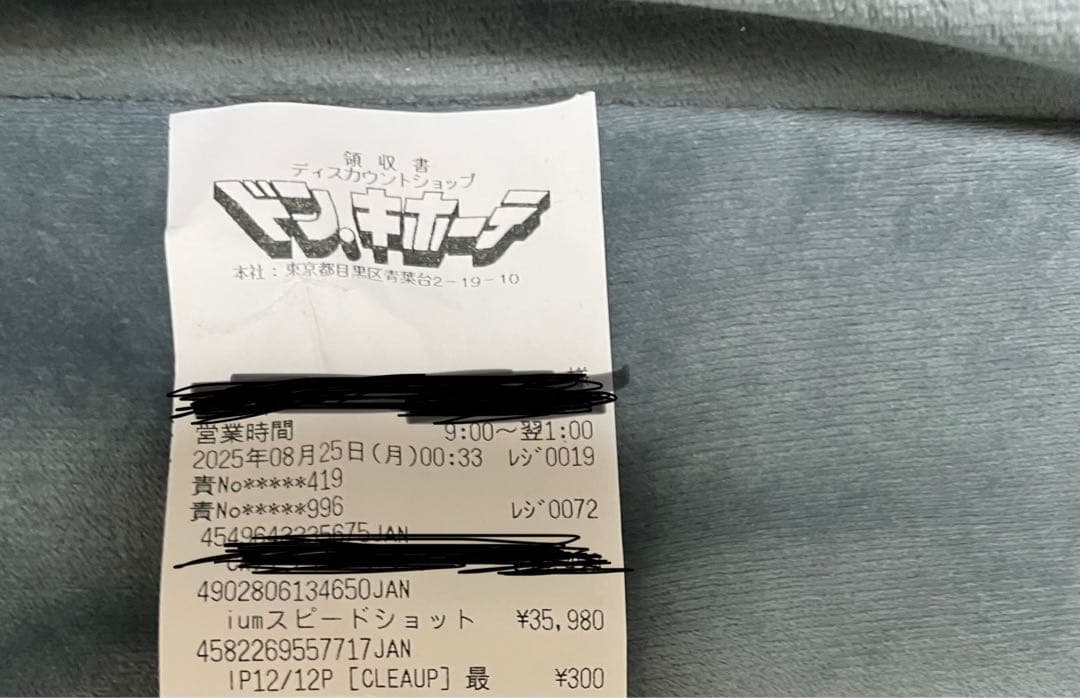 領収書
ディスカウントショップ
ドン.キホーテ
本社：東京都目黒区青葉台2-19-10
様
営業時間 9:00～翌1:00
2025年08月25日(月)00:33 ﾚｼﾞ0019
責No*****419
責No*****996 ﾚｼﾞ0072
4549643235675JAN
4902806134650JAN
iumスピードショット ¥35,980
4582269557717JAN
IP12/12P [CLEAUP] 最 ¥300